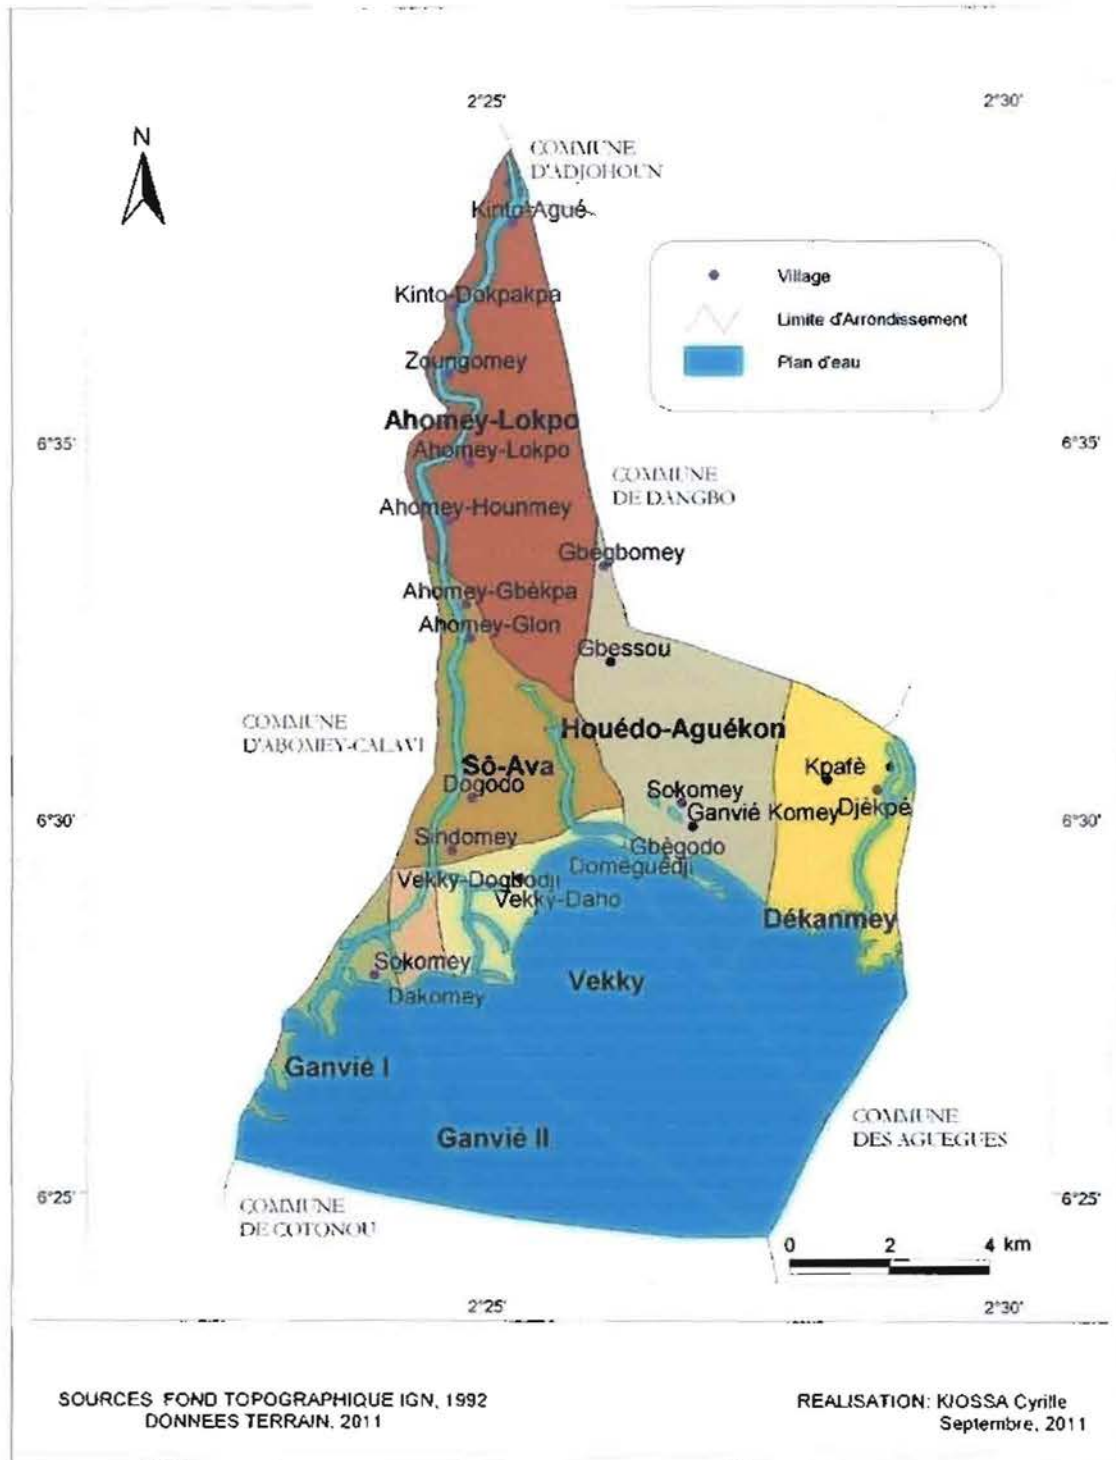 2°25'
2°30'
N
COMMUNE
D'ADJOHOUN
Kinto-Agué
Village
Kinto-Dokpakpa
Limite d'Arrondissement
Zoungomey
Plan d'eau
Ahomey-Lokpo
6°35'
6°35'
Ahomey-Lokpo
COMMUNE
DE DANGBO
Ahomey-Hounmey
Gbégbomey
Ahomey-Gbèkpa
Ahomey-Glon
Gbessou
COMMUNE
D'ABOMEY-CALAVI
Houédo-Aguékon
Sô-Ava
Kpafè
Dogodo
Sokomey
Djèkpé
Ganvié Komey
6°30'
6°30'
Sindomey
Gbègodo
Domeguédji
Vekky-Dogbodji
Vekky-Daho
Dékanmey
Sokomey
Vekky
Dakomey
Ganvié I
COMMUNE
DES AGUEGUES
Ganvié II
6°25'
6°25'
COMMUNE
DE COTONOU
0 2 4 km
2°25'
2°30'
SOURCES FOND TOPOGRAPHIQUE IGN, 1992
DONNEES TERRAIN, 2011
REALISATION: KIOSSA Cyrille
Septembre, 2011